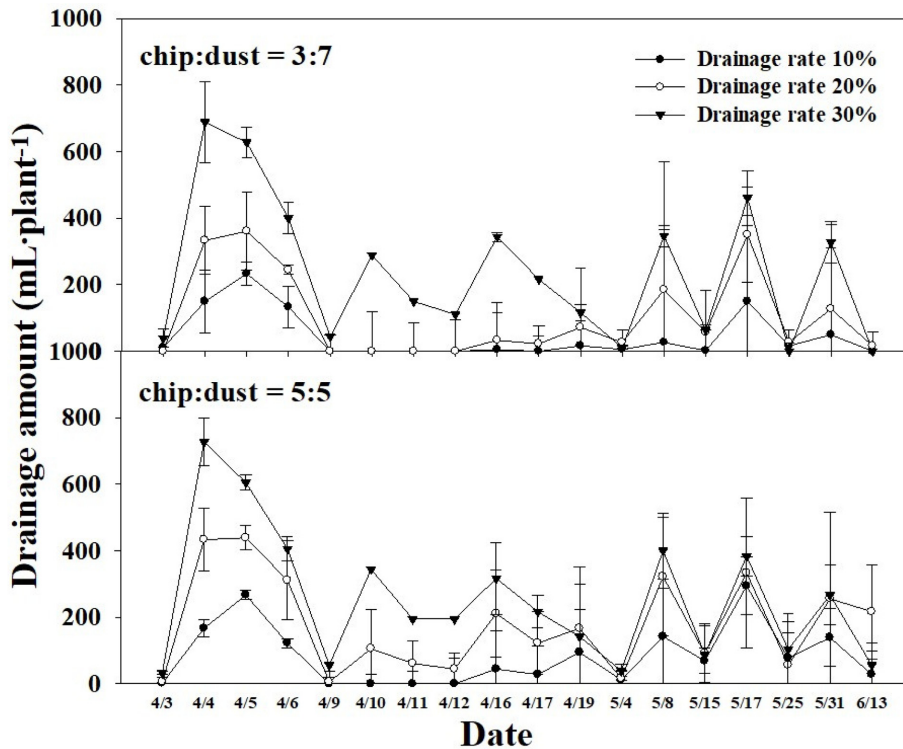 1000
chip:dust = 3:7
Drainage rate 10%
Drainage rate 20%
Drainage rate 30%
800
600
400
200
1000
chip:dust = 5:5
800
600
400
200
0
Drainage amount (mL·plant-1)
4/3 4/4 4/5 4/6 4/9 4/10 4/11 4/12 4/16 4/17 4/19 5/4 5/8 5/15 5/17 5/25 5/31 6/13
Date